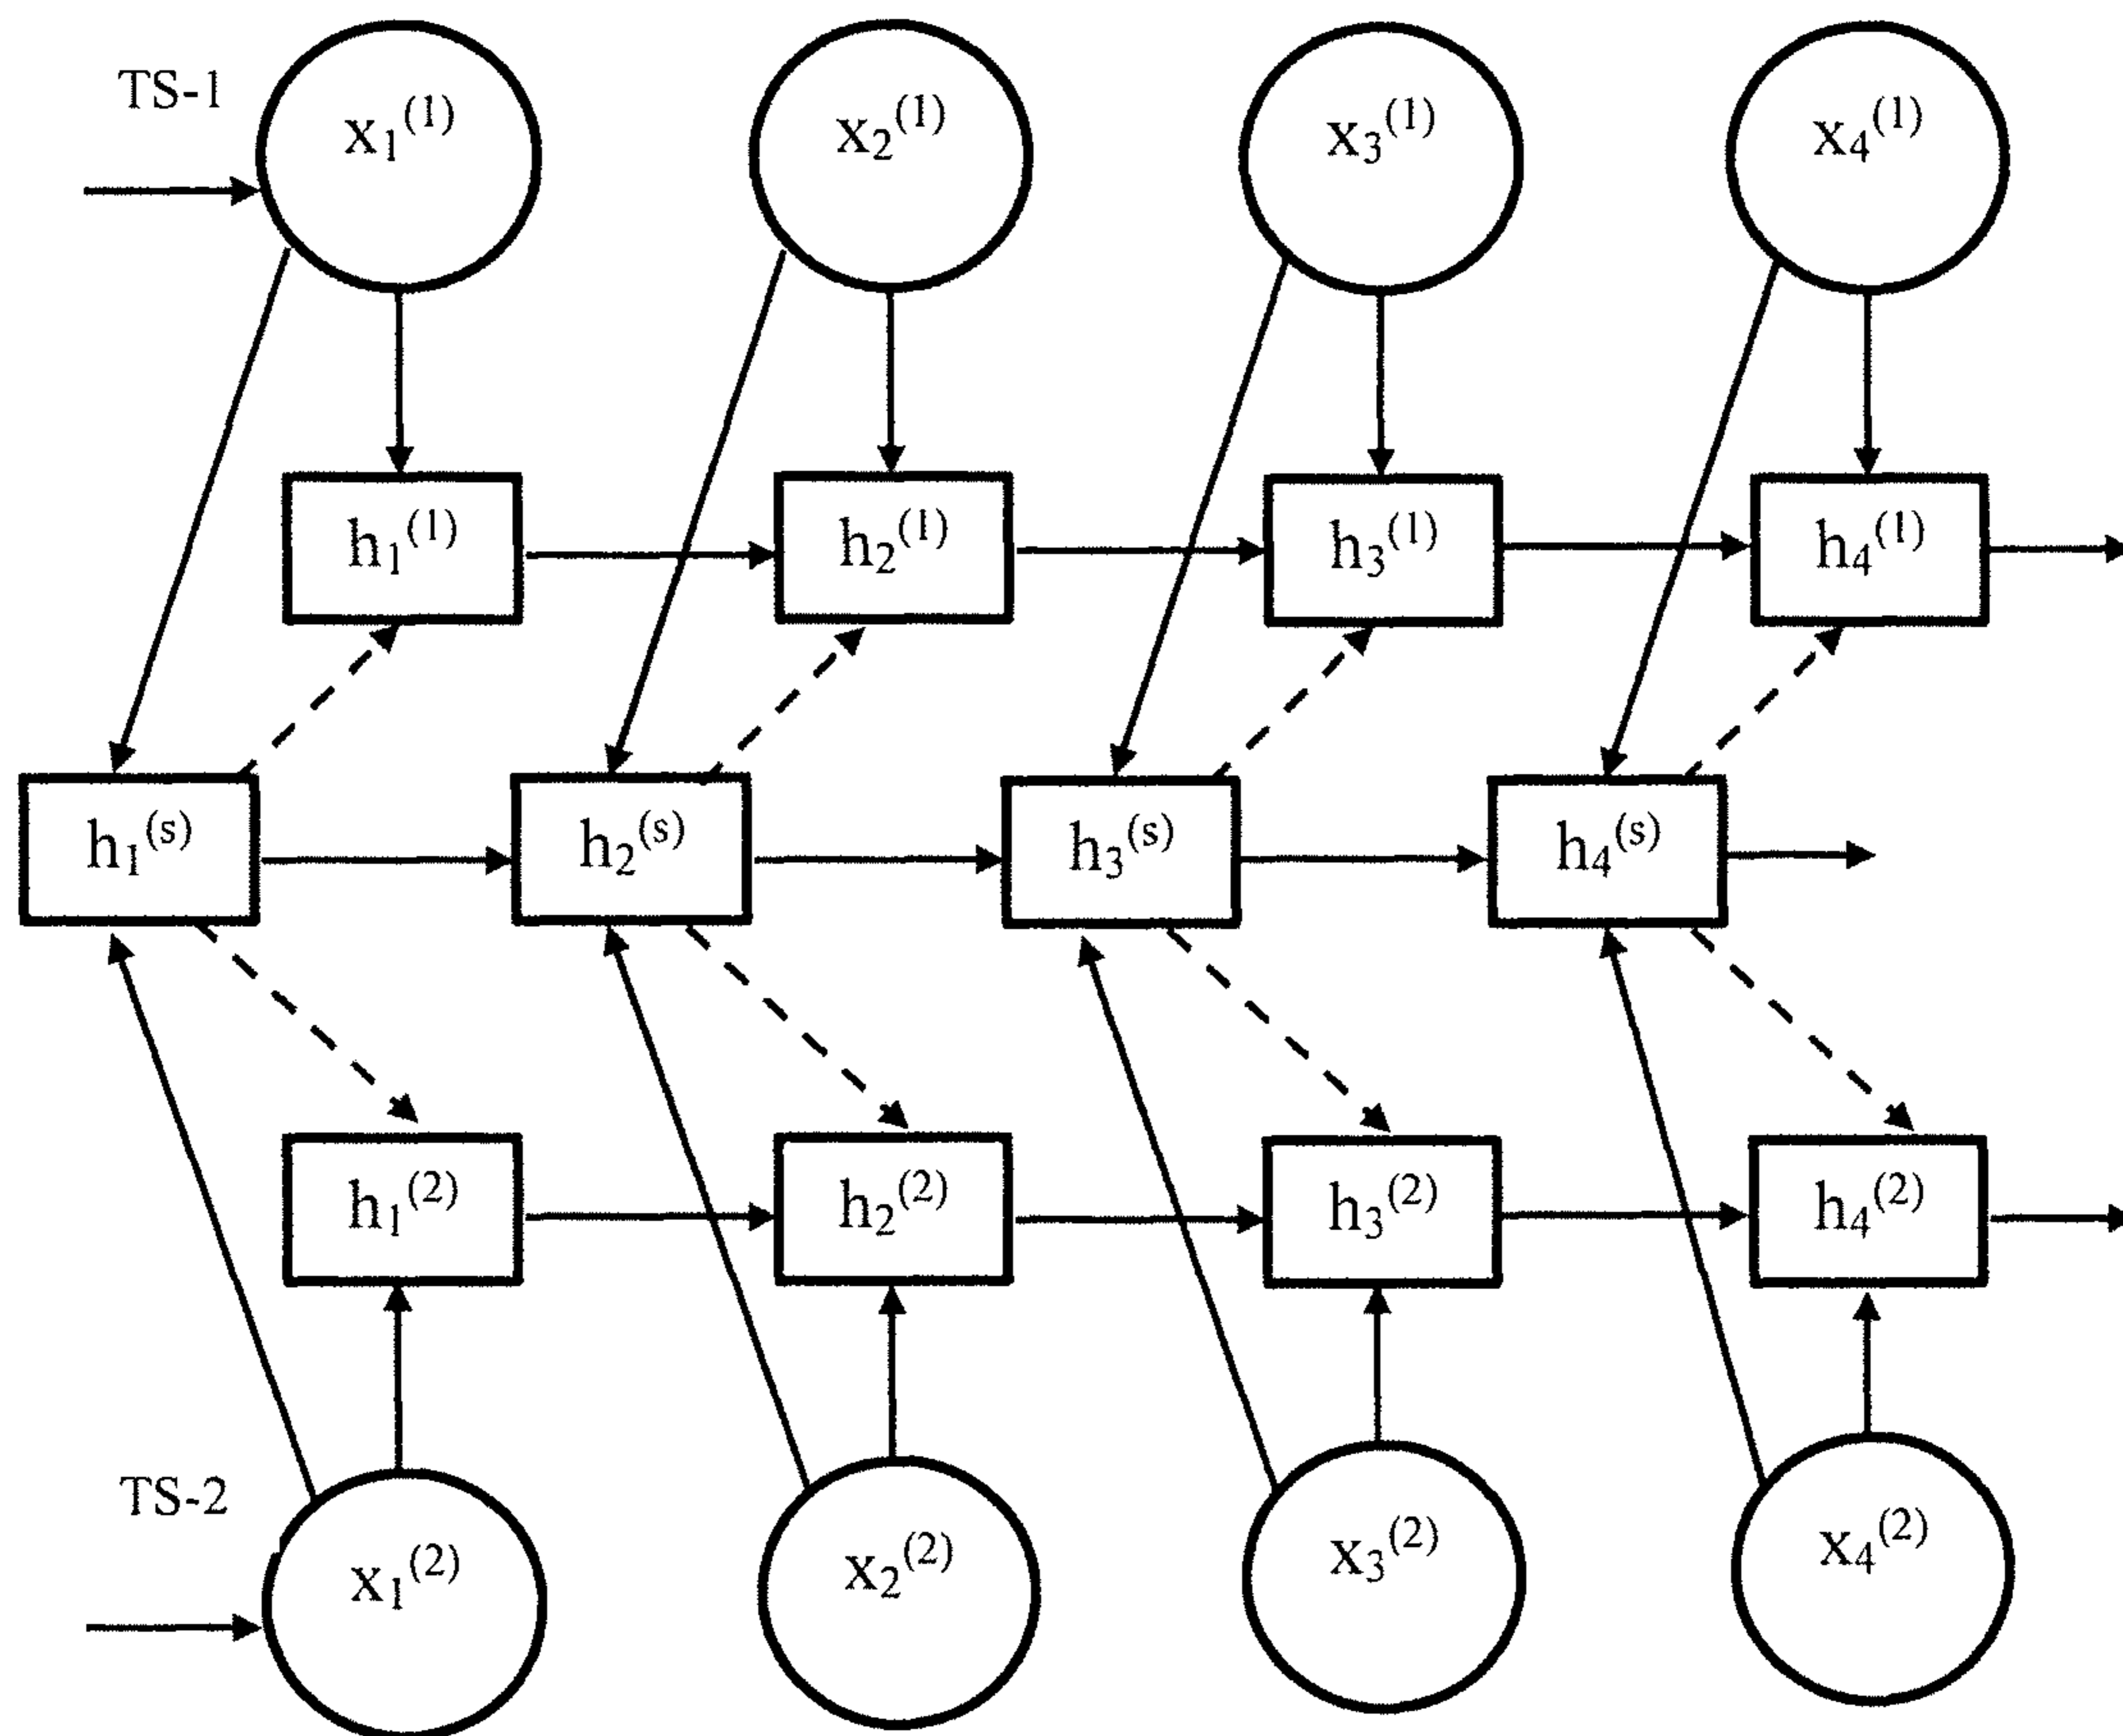 TS-1
x₁⁽¹⁾ x₂⁽¹⁾ x₃⁽¹⁾ x₄⁽¹⁾
h₁⁽¹⁾ h₂⁽¹⁾ h₃⁽¹⁾ h₄⁽¹⁾
h₁⁽ˢ⁾ h₂⁽ˢ⁾ h₃⁽ˢ⁾ h₄⁽ˢ⁾
h₁⁽²⁾ h₂⁽²⁾ h₃⁽²⁾ h₄⁽²⁾
TS-2
x₁⁽²⁾ x₂⁽²⁾ x₃⁽²⁾ x₄⁽²⁾